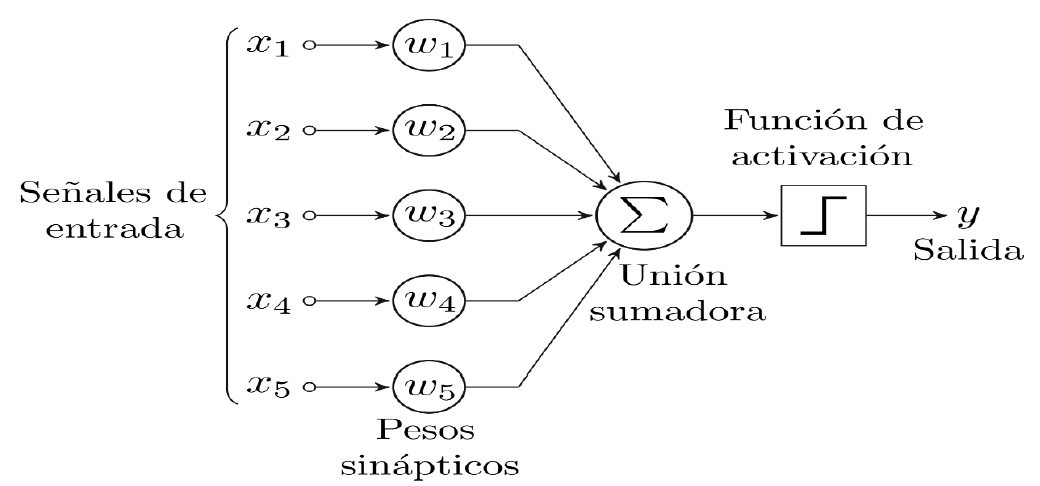 x₁
w₁
x₂
w₂
Función de
activación
Señales de
entrada
x₃
w₃
Σ
y
Salida
Unión
sumadora
x₄
w₄
x₅
w₅
Pesos
sinápticos